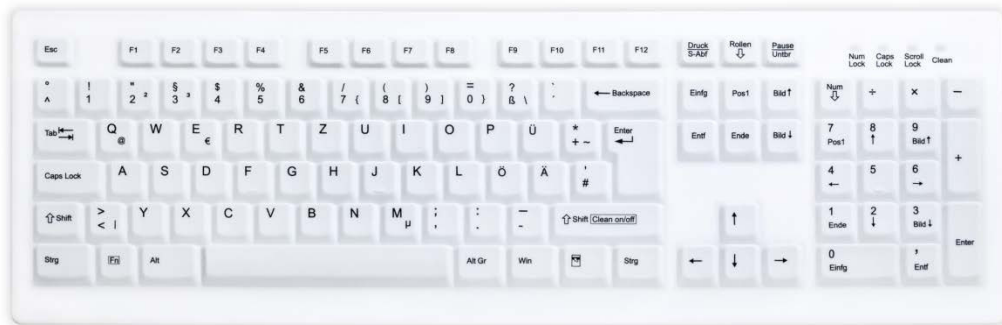 Esc F1 F2 F3 F4 F5 F6 F7 F8 F9 F10 F11 F12 Druck S-Abf Rollen ⇩ Pause Untbr Num Lock Caps Lock Scroll Lock Clean
° ^ ! 1 " 2 ² § 3 ³ $ 4 % 5 & 6 / 7 { ( 8 [ ) 9 ] = 0 } ? ß \ ` ´ ← Backspace Einfg Pos1 Bild ↑ Num ⇩ ÷ × −
Tab Q @ W E € R T Z U I O P Ü * + ~ Enter ↵ Entf Ende Bild ↓ 7 Pos1 8 ↑ 9 Bild ↑ +
Caps Lock A S D F G H J K L Ö Ä ' # 4 ← 5 6 →
⇧ Shift > < | Y X C V B N M µ ; , : . _ - ⇧ Shift Clean on/off ↑ 1 Ende 2 ↓ 3 Bild ↓ Enter
Strg Fn Alt Alt Gr Win Strg ← ↓ → 0 Einfg , Entf